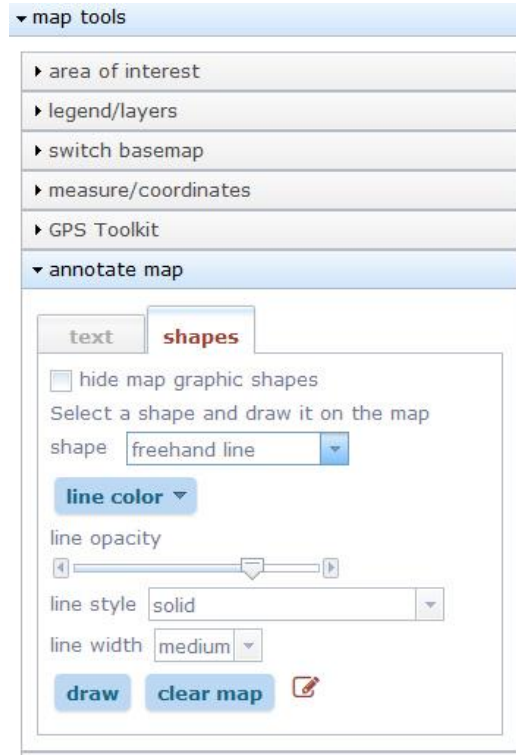 map tools
area of interest
legend/layers
switch basemap
measure/coordinates
GPS Toolkit
annotate map
text shapes
hide map graphic shapes
Select a shape and draw it on the map
shape freehand line
line color
line opacity
line style solid
line width medium
draw clear map